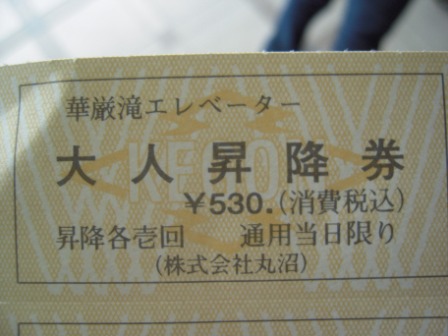 華厳滝エレベーター
大人昇降券
¥530.(消費税込)
昇降各壱回 通用当日限り
(株式会社丸沼)
KEGON